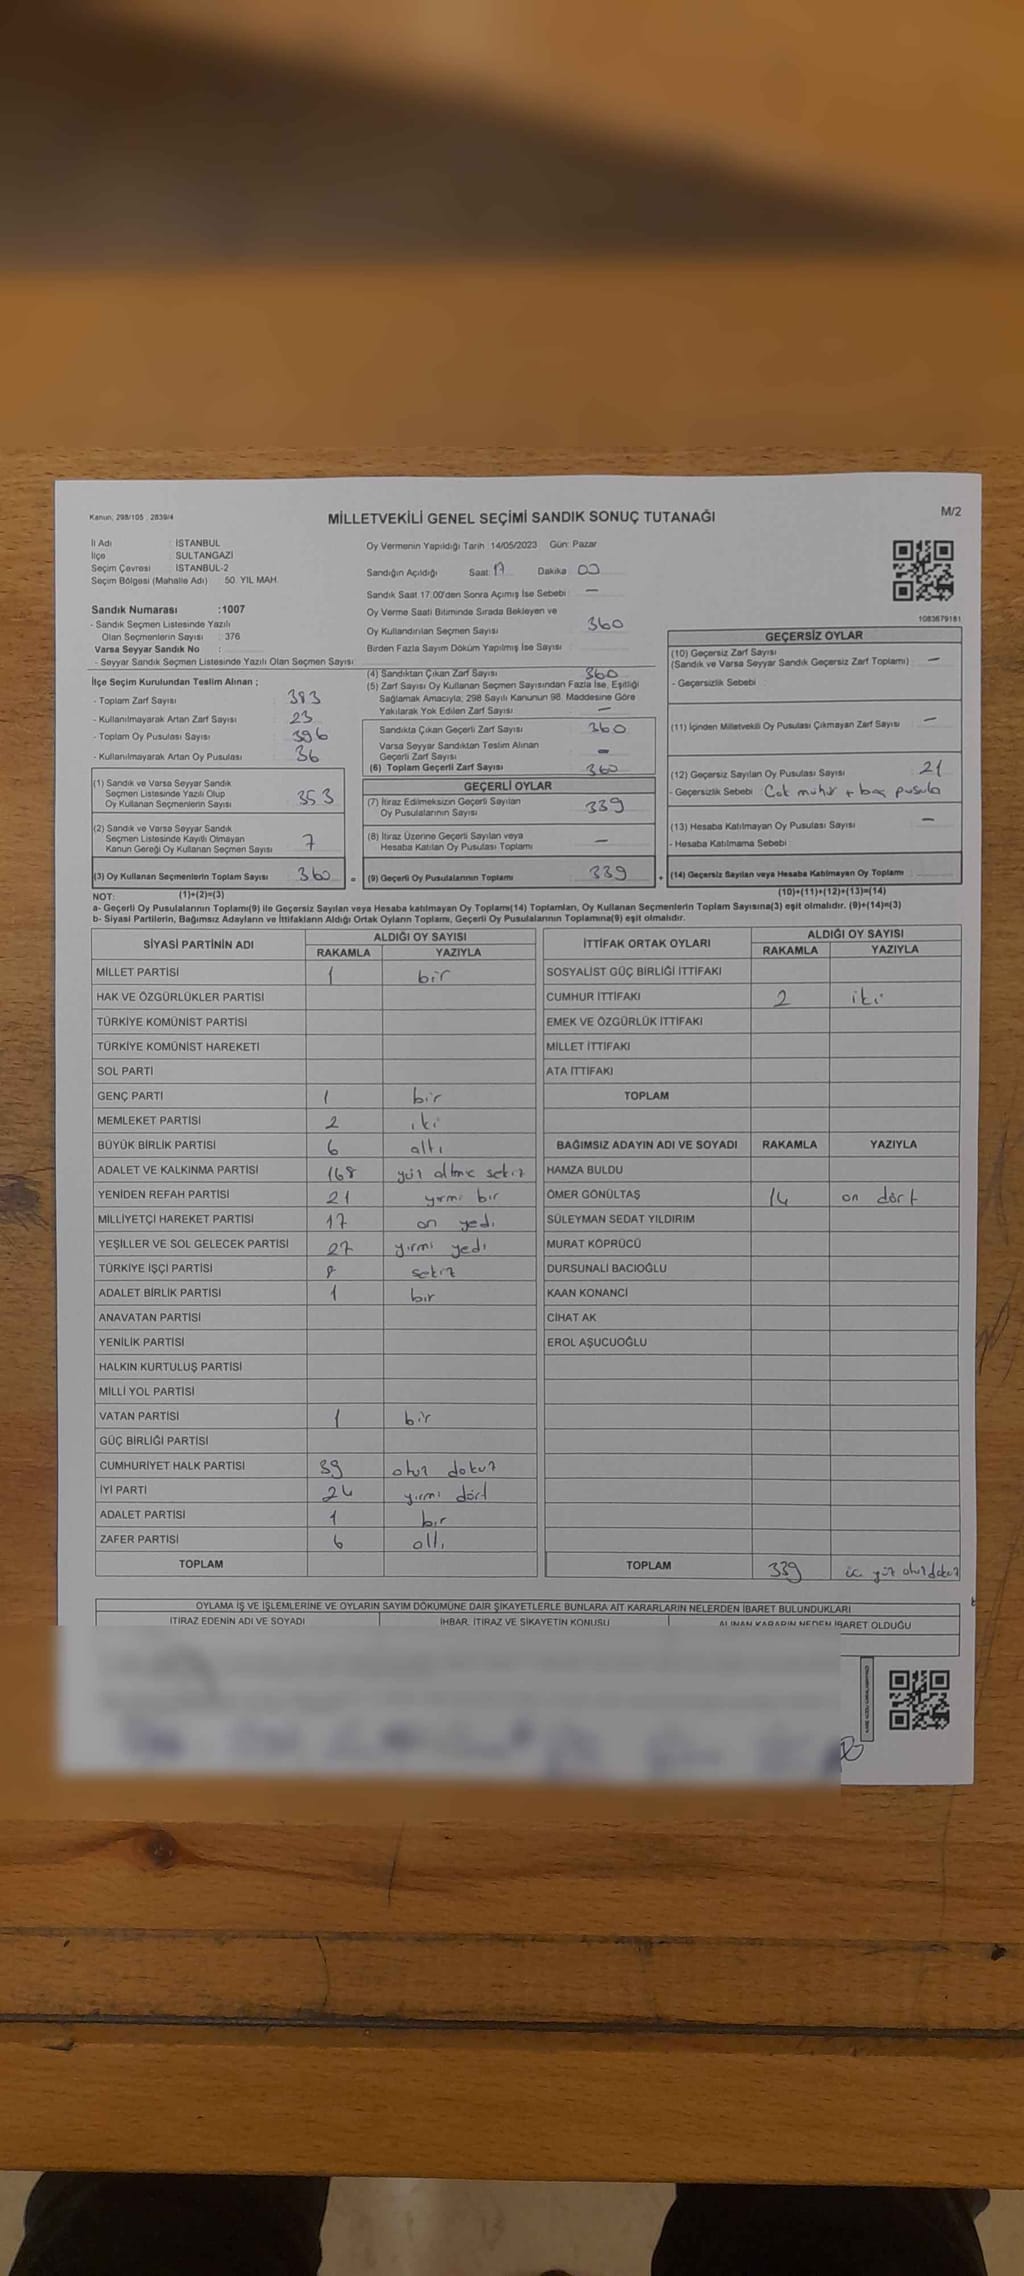 Kanun; 298/105 , 2839/4
MİLLETVEKİLİ GENEL SEÇİMİ SANDIK SONUÇ TUTANAĞI
M/2
İl Adı : İSTANBUL
İlçe : SULTANGAZİ
Seçim Çevresi : İSTANBUL-2
Seçim Bölgesi (Mahalle Adı) : 50. YIL MAH.
Sandık Numarası :1007
- Sandık Seçmen Listesinde Yazılı
Olan Seçmenlerin Sayısı : 376
Varsa Seyyar Sandık No :
- Seyyar Sandık Seçmen Listesinde Yazılı Olan Seçmen Sayısı :
İlçe Seçim Kurulundan Teslim Alınan ;
- Toplam Zarf Sayısı : 383
- Kullanılmayarak Artan Zarf Sayısı : 23
- Toplam Oy Pusulası Sayısı : 396
- Kullanılmayarak Artan Oy Pusulası : 36
(1) Sandık ve Varsa Seyyar Sandık
Seçmen Listesinde Yazılı Olup
Oy Kullanan Seçmenlerin Sayısı : 353
(2) Sandık ve Varsa Seyyar Sandık
Seçmen Listesinde Kayıtlı Olmayan
Kanun Gereği Oy Kullanan Seçmen Sayısı : 7
(3) Oy Kullanan Seçmenlerin Toplam Sayısı : 360
Oy Vermenin Yapıldığı Tarih :14/05/2023 Gün: Pazar
Sandığın Açıldığı Saat: 17 Dakika : 00
Sandık Saat 17:00'den Sonra Açımış İse Sebebi : –
Oy Verme Saati Bitiminde Sırada Bekleyen ve
Oy Kullandırılan Seçmen Sayısı : 360
Birden Fazla Sayım Döküm Yapılmış İse Sayısı :
(4) Sandıktan Çıkan Zarf Sayısı : 360
(5) Zarf Sayısı Oy Kullanan Seçmen Sayısından Fazla İse, Eşitliği
Sağlamak Amacıyla; 298 Sayılı Kanunun 98. Maddesine Göre
Yakılarak Yok Edilen Zarf Sayısı : –
Sandıkta Çıkan Geçerli Zarf Sayısı : 360
Varsa Seyyar Sandıktan Teslim Alınan
Geçerli Zarf Sayısı : –
(6) Toplam Geçerli Zarf Sayısı : 360
GEÇERLİ OYLAR
(7) İtiraz Edilmeksizin Geçerli Sayılan
Oy Pusulalarının Sayısı : 339
(8) İtiraz Üzerine Geçerli Sayılan veya
Hesaba Katılan Oy Pusulası Toplamı : –
= (9) Geçerli Oy Pusulalarının Toplamı : 339
1083679181
GEÇERSİZ OYLAR
(10) Geçersiz Zarf Sayısı
(Sandık ve Varsa Seyyar Sandık Geçersiz Zarf Toplamı) : –
- Geçersizlik Sebebi :
(11) İçinden Milletvekili Oy Pusulası Çıkmayan Zarf Sayısı : –
(12) Geçersiz Sayılan Oy Pusulası Sayısı : 21
- Geçersizlik Sebebi : Çok mühür + boş pusula
(13) Hesaba Katılmayan Oy Pusulası Sayısı : –
- Hesaba Katılmama Sebebi
+ (14) Geçersiz Sayılan veya Hesaba Katılmayan Oy Toplamı :
NOT: (1)+(2)=(3) (10)+(11)+(12)+(13)=(14)
a- Geçerli Oy Pusulalarının Toplamı(9) ile Geçersiz Sayılan veya Hesaba katılmayan Oy Toplamı(14) Toplamları, Oy Kullanan Seçmenlerin Toplam Sayısına(3) eşit olmalıdır. (9)+(14)=(3)
b- Siyasi Partilerin, Bağımsız Adayların ve İttifakların Aldığı Ortak Oyların Toplamı, Geçerli Oy Pusulalarının Toplamına(9) eşit olmalıdır.
SİYASİ PARTİNİN ADI ALDIĞI OY SAYISI
RAKAMLA YAZIYLA
MİLLET PARTİSİ 1 bir
HAK VE ÖZGÜRLÜKLER PARTİSİ
TÜRKİYE KOMÜNİST PARTİSİ
TÜRKİYE KOMÜNİST HAREKETİ
SOL PARTİ
GENÇ PARTİ 1 bir
MEMLEKET PARTİSİ 2 iki
BÜYÜK BİRLİK PARTİSİ 6 altı
ADALET VE KALKINMA PARTİSİ 168 yüz altmış sekiz
YENİDEN REFAH PARTİSİ 21 yirmi bir
MİLLİYETÇİ HAREKET PARTİSİ 17 on yedi
YEŞİLLER VE SOL GELECEK PARTİSİ 27 yirmi yedi
TÜRKİYE İŞÇİ PARTİSİ 8 sekiz
ADALET BİRLİK PARTİSİ 1 bir
ANAVATAN PARTİSİ
YENİLİK PARTİSİ
HALKIN KURTULUŞ PARTİSİ
MİLLİ YOL PARTİSİ
VATAN PARTİSİ 1 bir
GÜÇ BİRLİĞİ PARTİSİ
CUMHURİYET HALK PARTİSİ 39 otuz dokuz
İYİ PARTİ 24 yirmi dört
ADALET PARTİSİ 1 bir
ZAFER PARTİSİ 6 altı
TOPLAM
İTTİFAK ORTAK OYLARI ALDIĞI OY SAYISI
RAKAMLA YAZIYLA
SOSYALİST GÜÇ BİRLİĞİ İTTİFAKI
CUMHUR İTTİFAKI 2 iki
EMEK VE ÖZGÜRLÜK İTTİFAKI
MİLLET İTTİFAKI
ATA İTTİFAKI
TOPLAM
BAĞIMSIZ ADAYIN ADI VE SOYADI RAKAMLA YAZIYLA
HAMZA BULDU
ÖMER GÖNÜLTAŞ 14 on dört
SÜLEYMAN SEDAT YILDIRIM
MURAT KÖPRÜCÜ
DURSUNALİ BACIOĞLU
KAAN KONANCİ
CİHAT AK
EROL AŞUCUOĞLU
TOPLAM 339 üç yüz otuzdokuz
OYLAMA İŞ VE İŞLEMLERİNE VE OYLARIN SAYIM DÖKÜMÜNE DAİR ŞİKAYETLERLE BUNLARA AİT KARARLARIN NELERDEN İBARET BULUNDUKLARI
İTİRAZ EDENİN ADI VE SOYADI İHBAR, İTİRAZ VE ŞİKAYETİN KONUSU ALINAN KARARIN NEDEN İBARET OLDUĞU